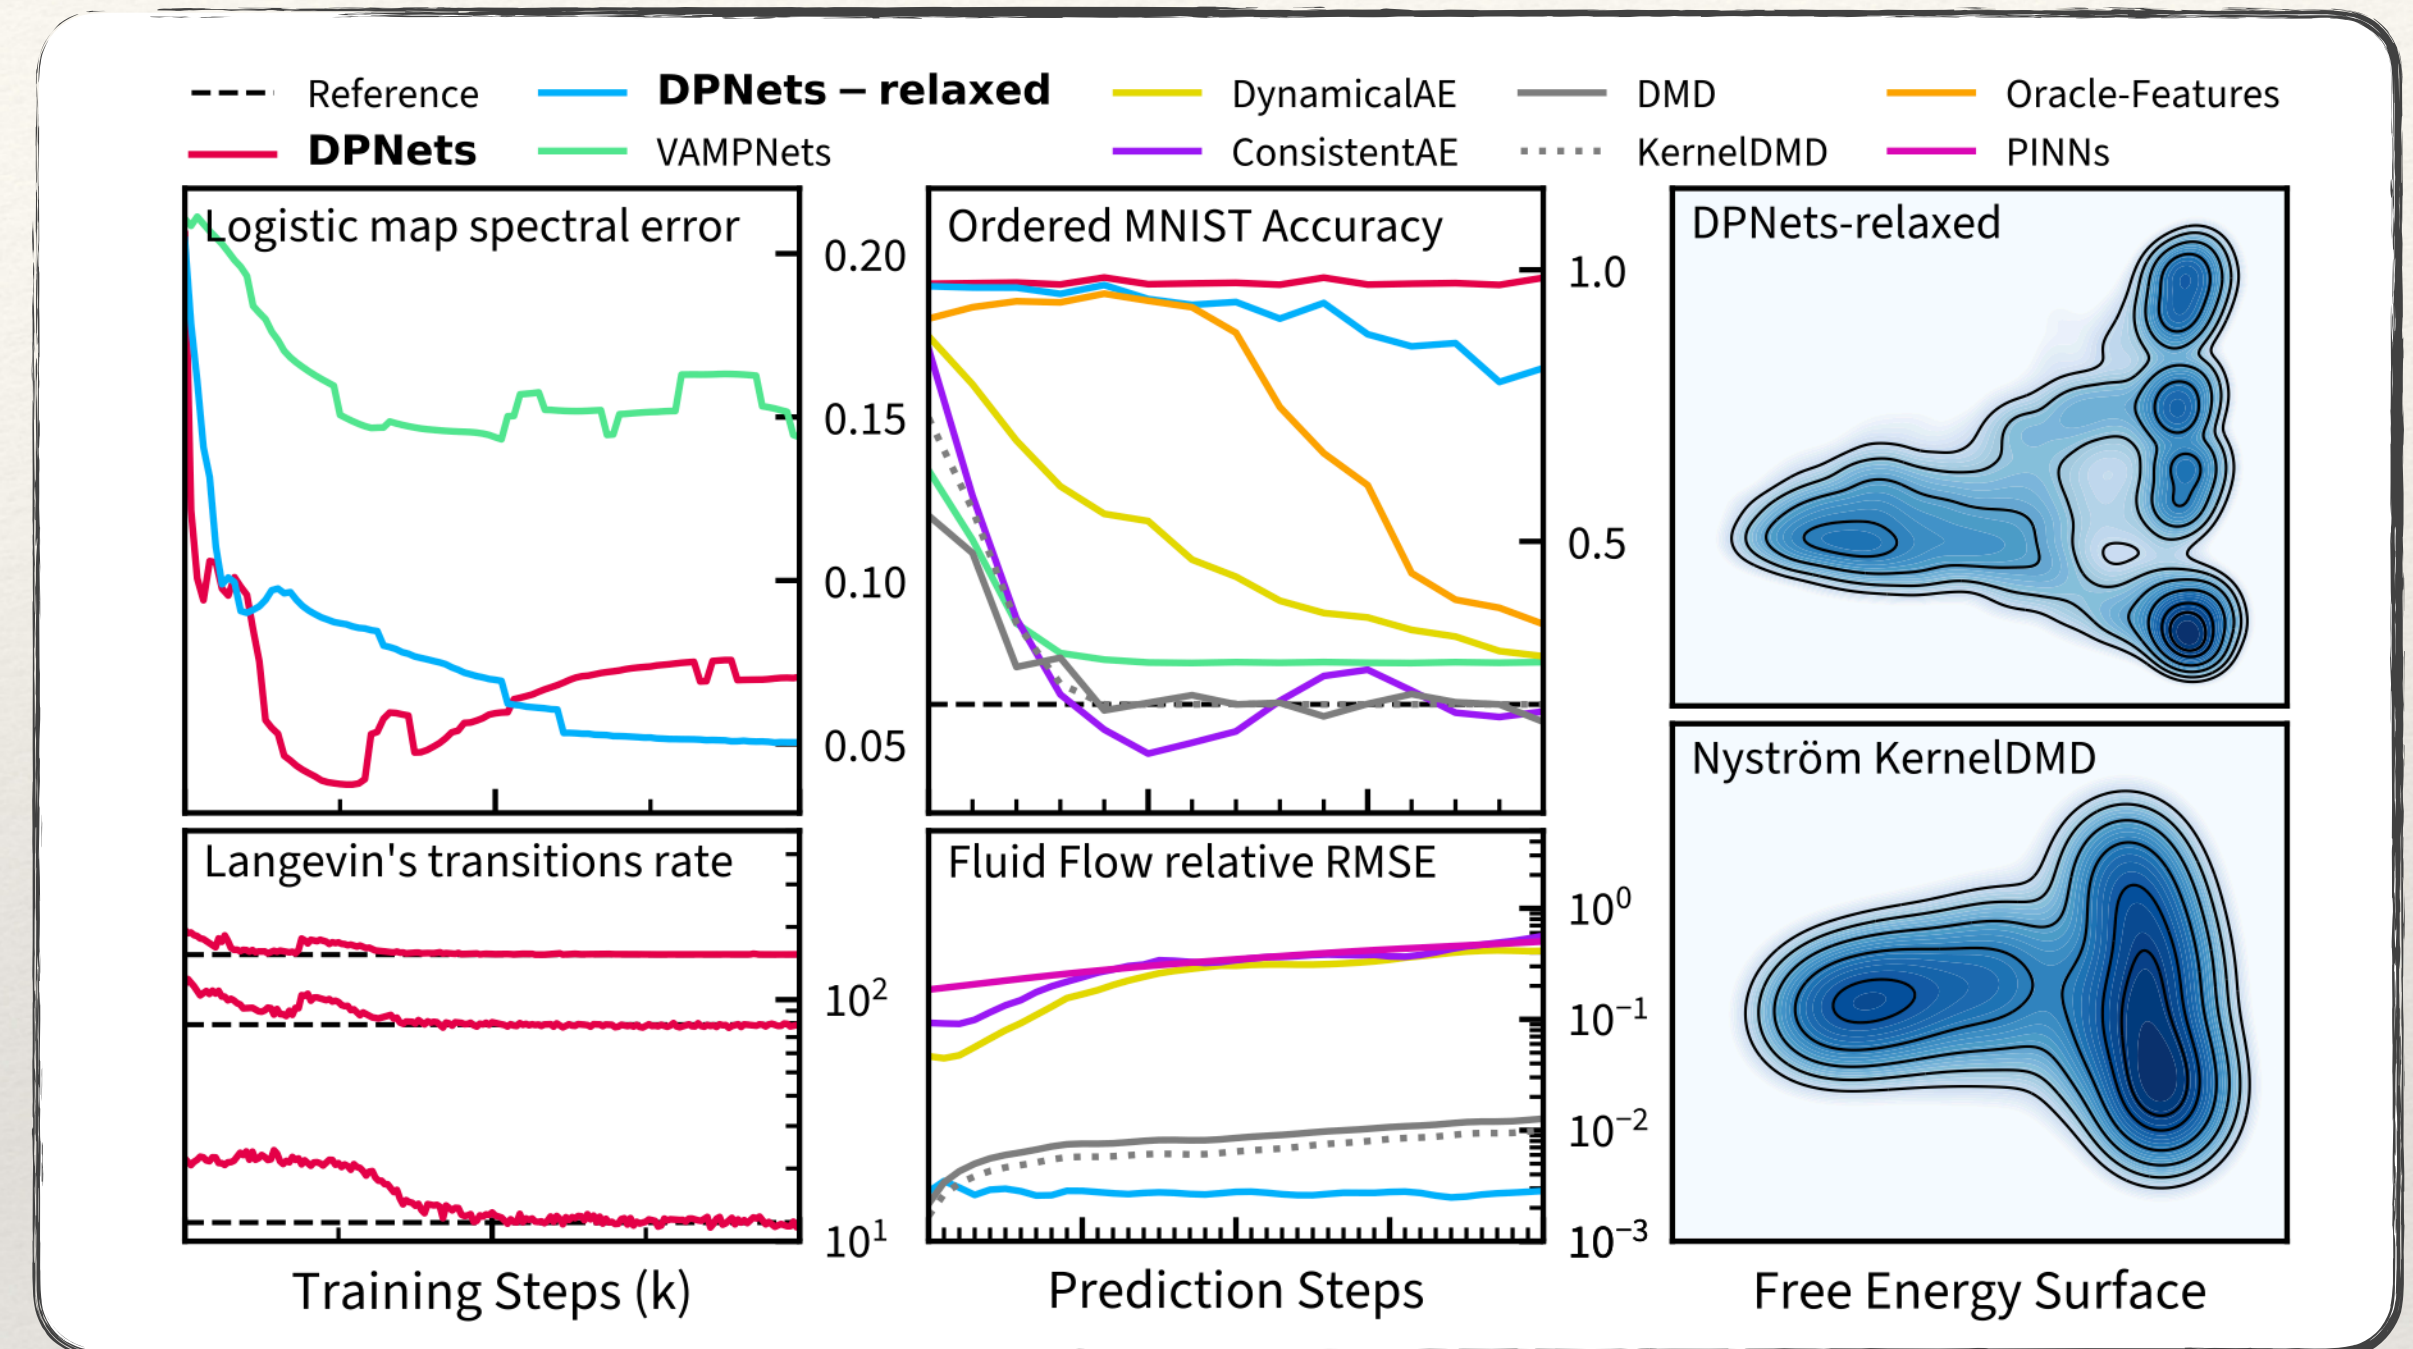 Reference
DPNets – relaxed
DynamicalAE
DMD
Oracle-Features
DPNets
VAMPNets
ConsistentAE
KernelDMD
PINNs
Logistic map spectral error
0.20
0.15
0.10
0.05
Ordered MNIST Accuracy
1.0
0.5
DPNets-relaxed
Nyström KernelDMD
Langevin's transitions rate
10²
10¹
Fluid Flow relative RMSE
10⁰
10⁻¹
10⁻²
10⁻³
Training Steps (k)
Prediction Steps
Free Energy Surface